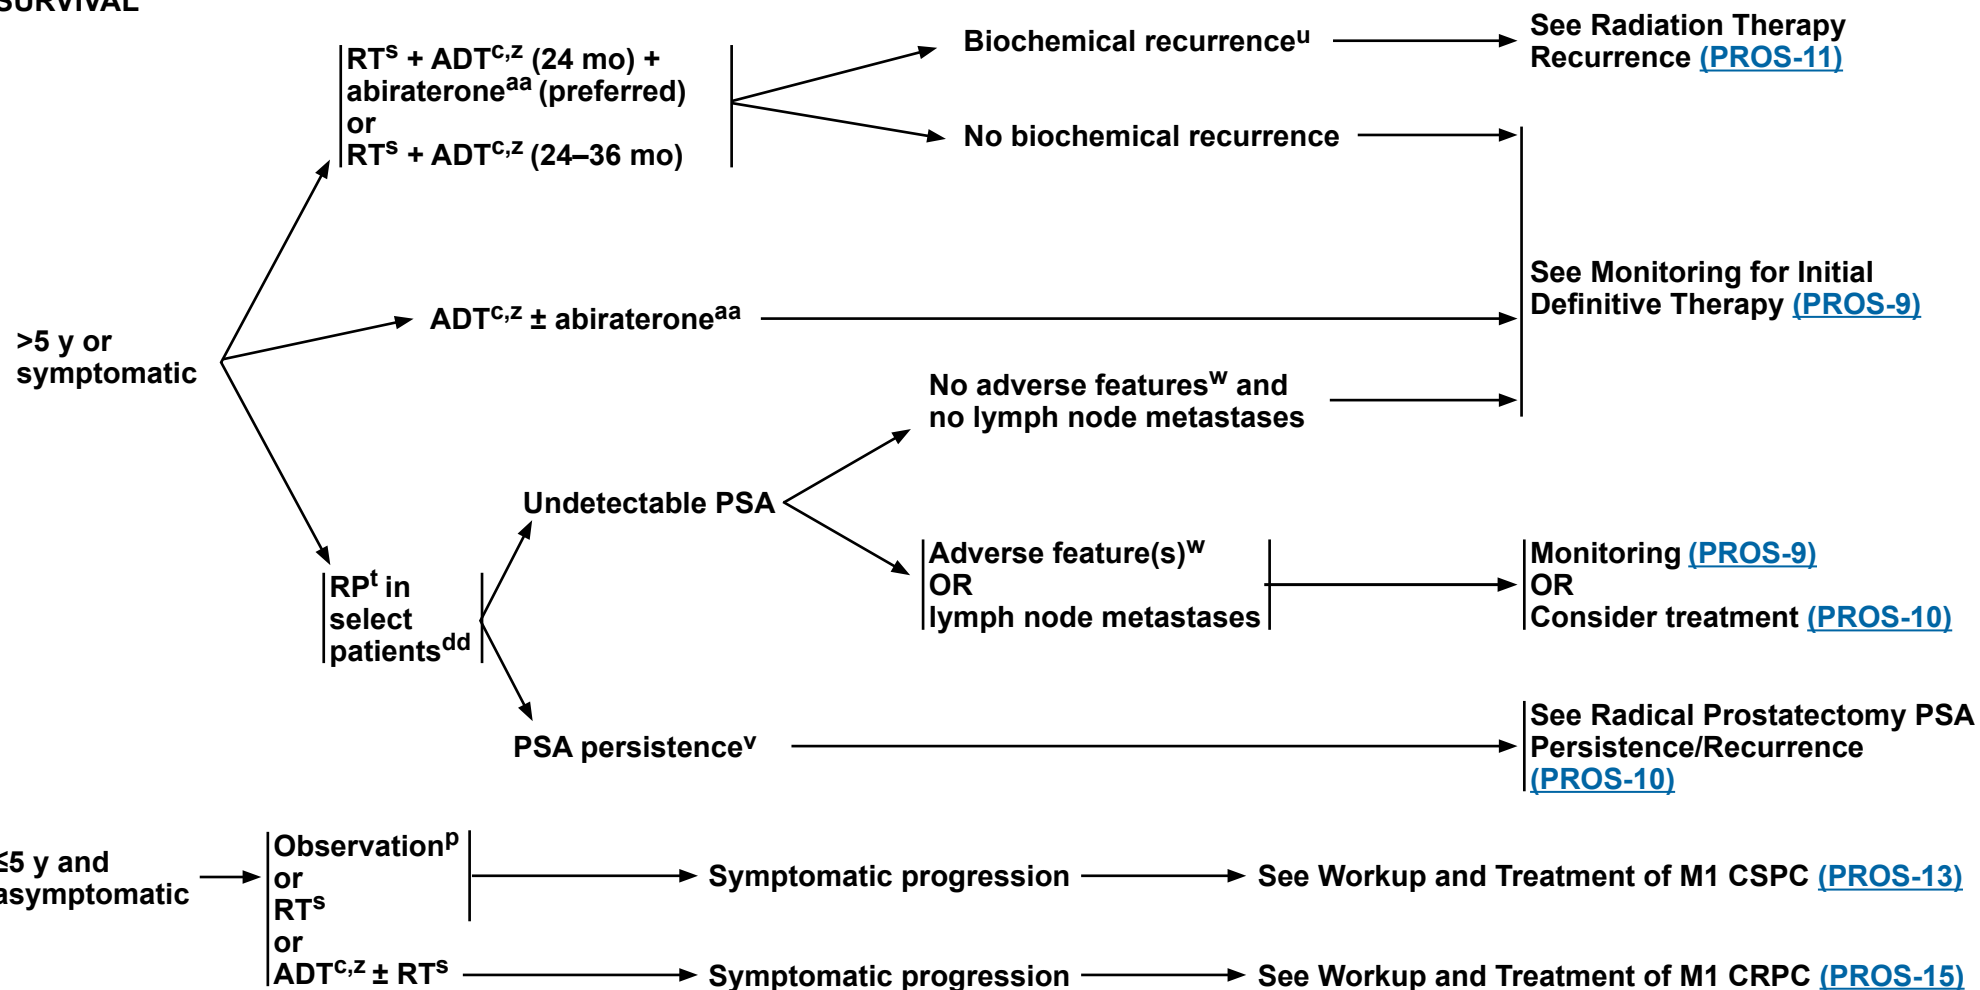 SURVIVAL
>5 y or
symptomatic
RTˢ + ADTᶜ,ᶻ (24 mo) +
abirateroneᵃᵃ (preferred)
or
RTˢ + ADTᶜ,ᶻ (24–36 mo)
Biochemical recurrenceᵘ
See Radiation Therapy
Recurrence (PROS-11)
No biochemical recurrence
See Monitoring for Initial
Definitive Therapy (PROS-9)
ADTᶜ,ᶻ ± abirateroneᵃᵃ
RPᵗ in
select
patientsᵈᵈ
Undetectable PSA
No adverse featuresʷ and
no lymph node metastases
Adverse feature(s)ʷ
OR
lymph node metastases
Monitoring (PROS-9)
OR
Consider treatment (PROS-10)
PSA persistenceᵛ
See Radical Prostatectomy PSA
Persistence/Recurrence
(PROS-10)
≤5 y and
asymptomatic
Observationᵖ
or
RTˢ
or
ADTᶜ,ᶻ ± RTˢ
Symptomatic progression
See Workup and Treatment of M1 CSPC (PROS-13)
Symptomatic progression
See Workup and Treatment of M1 CRPC (PROS-15)